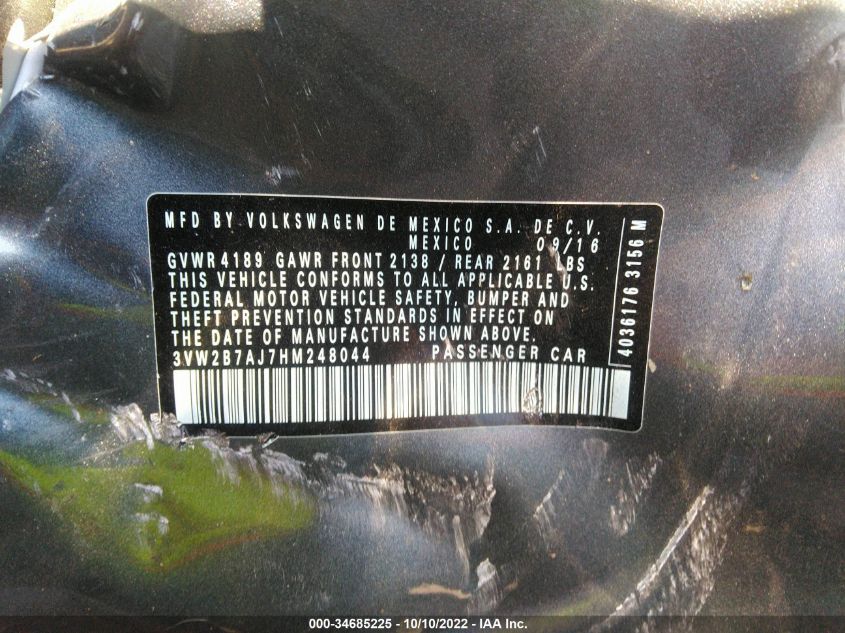 MFD BY VOLKSWAGEN DE MEXICO S.A. DE C.V.
MEXICO 09/16
GVWR 4189 GAWR FRONT 2138 / REAR 2161 LBS
THIS VEHICLE CONFORMS TO ALL APPLICABLE U.S.
FEDERAL MOTOR VEHICLE SAFETY, BUMPER AND
THEFT PREVENTION STANDARDS IN EFFECT ON
THE DATE OF MANUFACTURE SHOWN ABOVE.
3VW2B7AJ7HM248044 PASSENGER CAR
4036176 3156 M
000-34685225 - 10/10/2022 - IAA Inc.